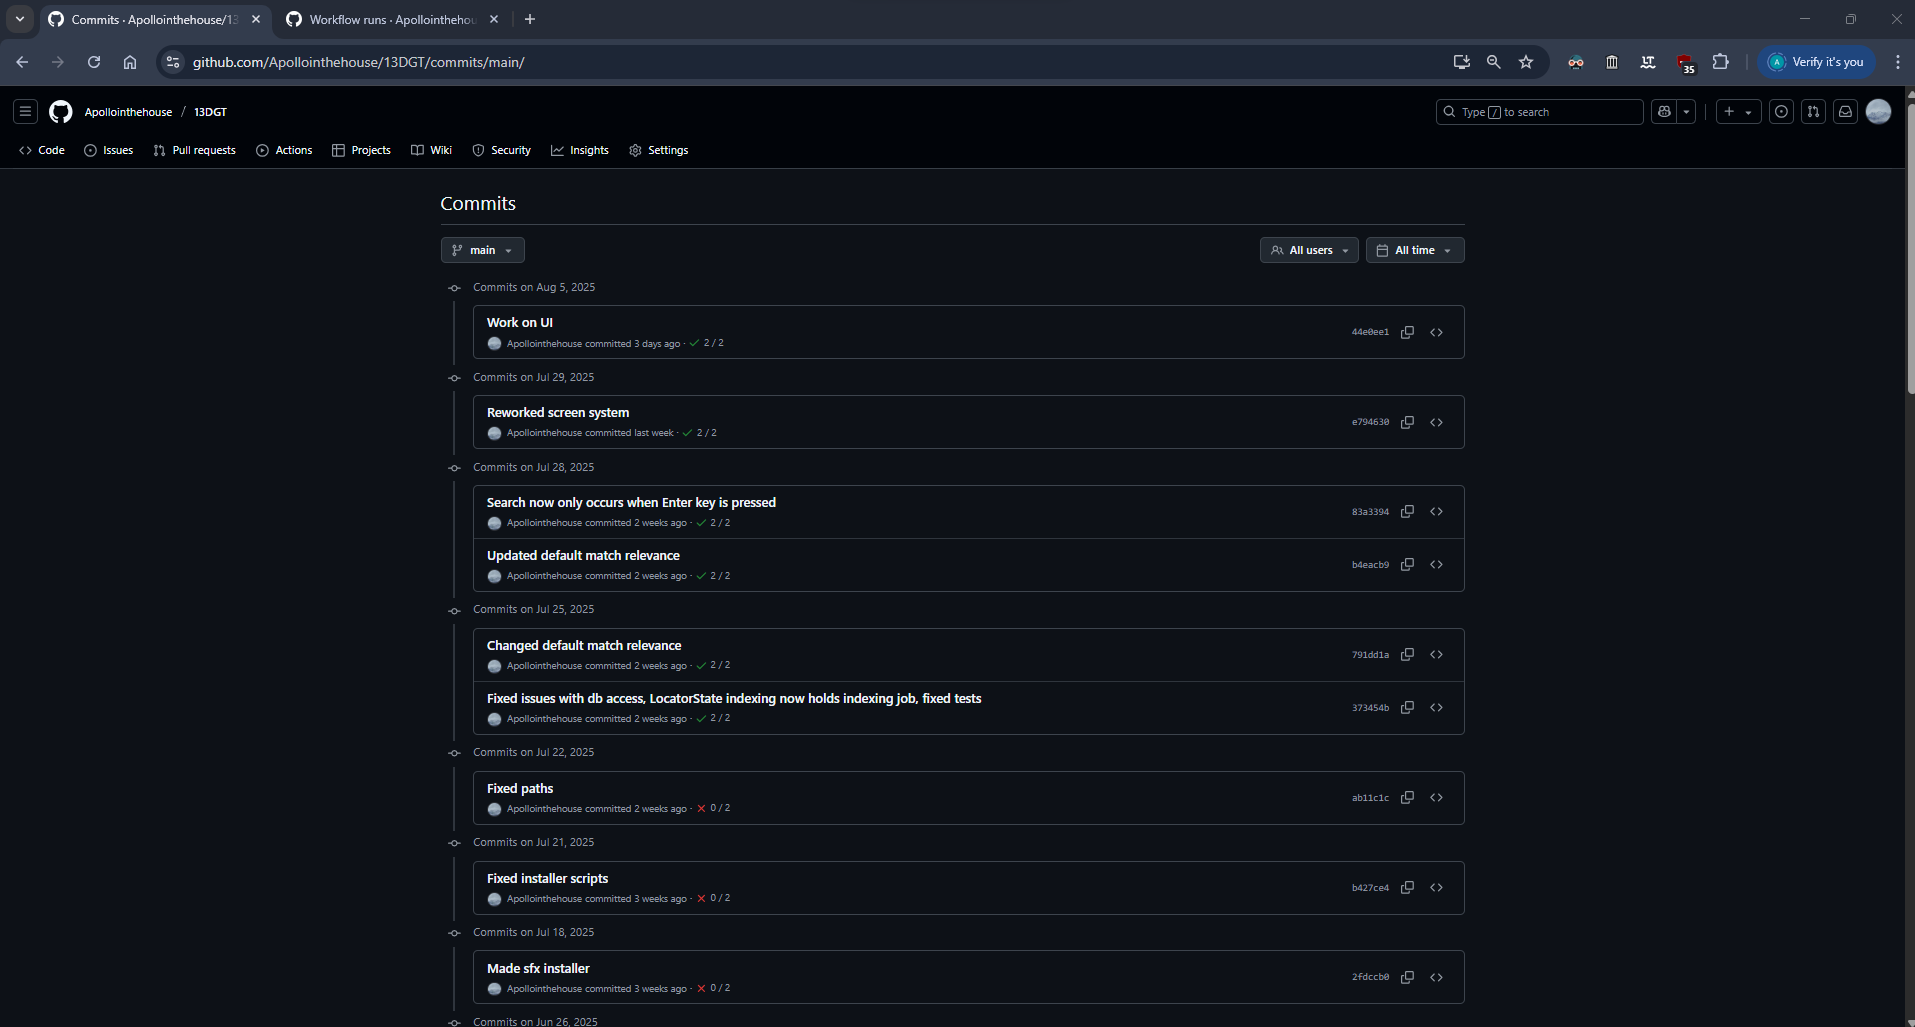 Commits · Apollointhehouse/13
Workflow runs · Apollointhehou
github.com/Apollointhehouse/13DGT/commits/main/
35
A
Verify it's you
Apollointhehouse / 13DGT
Type / to search
Code
Issues
Pull requests
Actions
Projects
Wiki
Security
Insights
Settings
Commits
main
All users
All time
Commits on Aug 5, 2025
Work on UI
Apollointhehouse committed 3 days ago · 2 / 2
44e0ee1
Commits on Jul 29, 2025
Reworked screen system
Apollointhehouse committed last week · 2 / 2
e794630
Commits on Jul 28, 2025
Search now only occurs when Enter key is pressed
Apollointhehouse committed 2 weeks ago · 2 / 2
83a3394
Updated default match relevance
Apollointhehouse committed 2 weeks ago · 2 / 2
b4eacb9
Commits on Jul 25, 2025
Changed default match relevance
Apollointhehouse committed 2 weeks ago · 2 / 2
791dd1a
Fixed issues with db access, LocatorState indexing now holds indexing job, fixed tests
Apollointhehouse committed 2 weeks ago · 2 / 2
373454b
Commits on Jul 22, 2025
Fixed paths
Apollointhehouse committed 2 weeks ago · 0 / 2
ab11c1c
Commits on Jul 21, 2025
Fixed installer scripts
Apollointhehouse committed 3 weeks ago · 0 / 2
b427ce4
Commits on Jul 18, 2025
Made sfx installer
Apollointhehouse committed 3 weeks ago · 0 / 2
2fdccb0
Commits on Jun 26, 2025